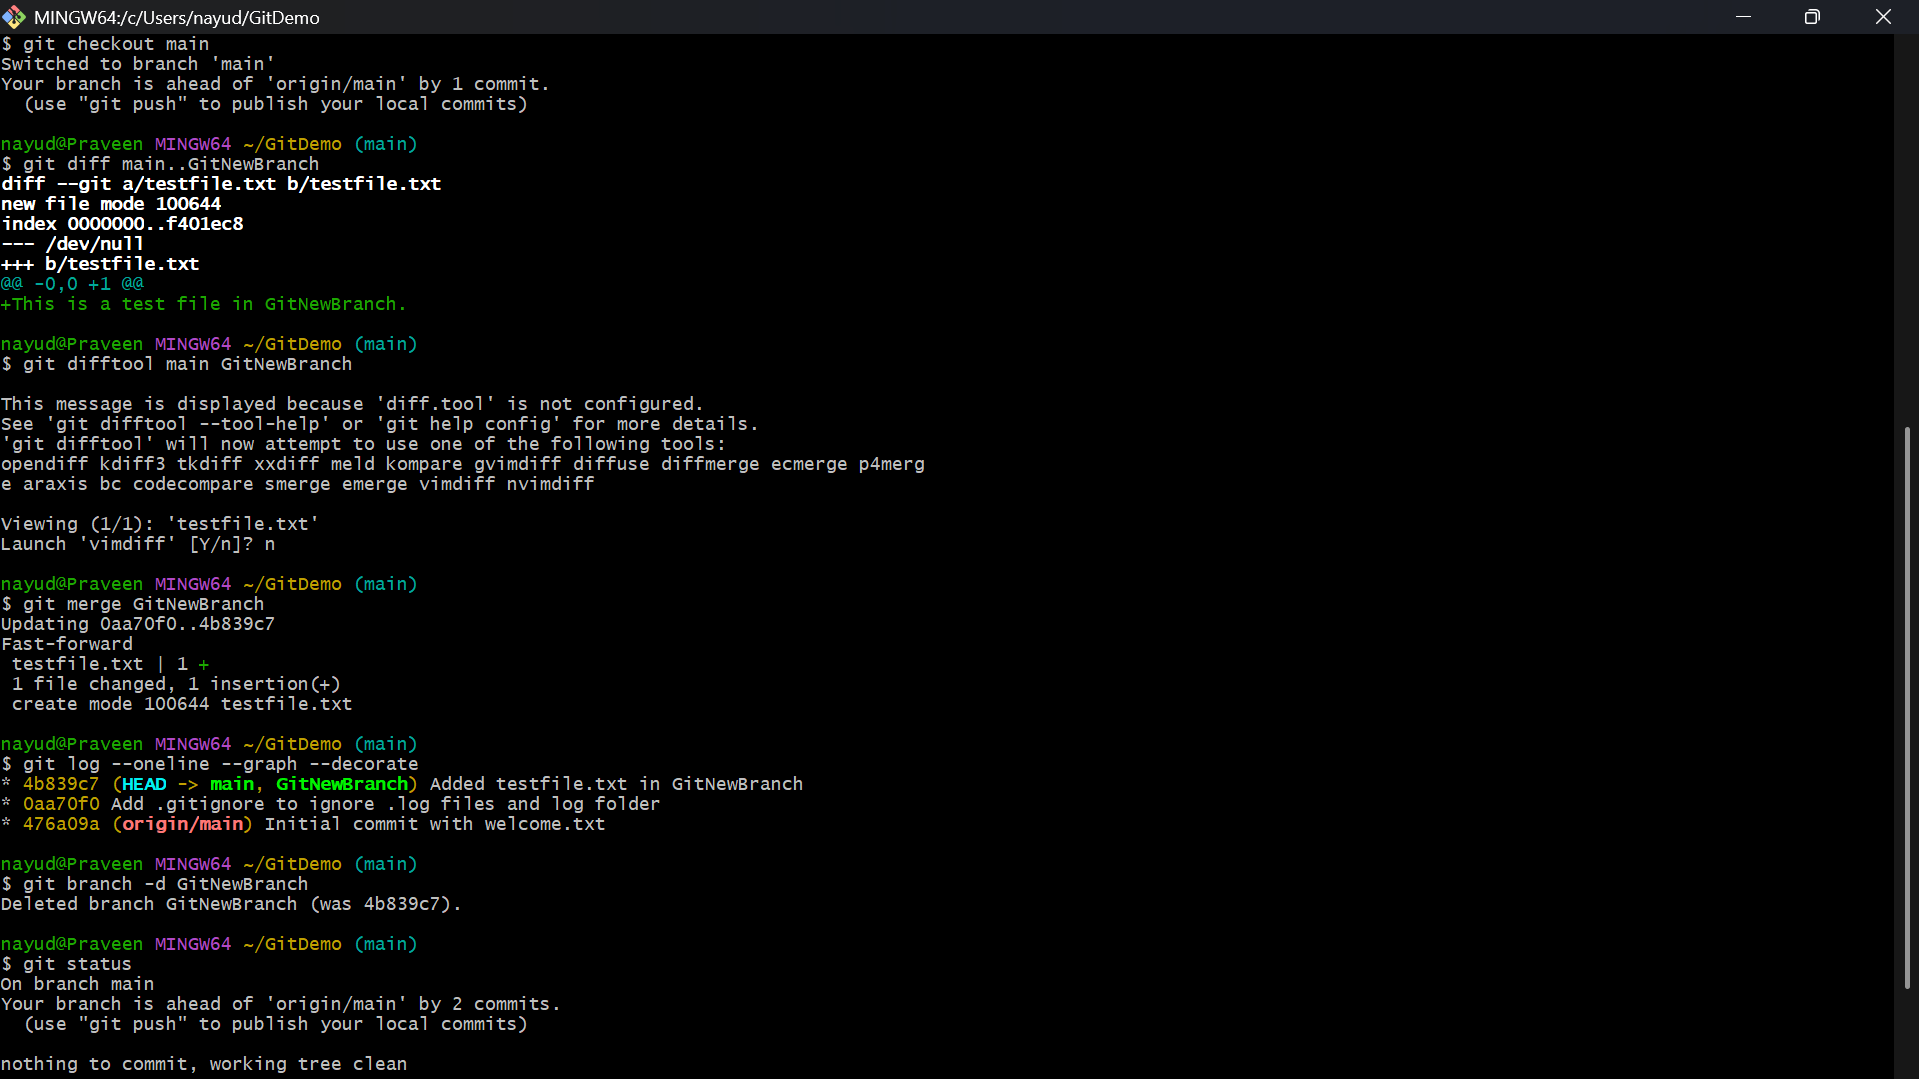 MINGW64:/c/Users/nayud/GitDemo
$ git checkout main
Switched to branch 'main'
Your branch is ahead of 'origin/main' by 1 commit.
  (use "git push" to publish your local commits)
nayud@Praveen MINGW64 ~/GitDemo (main)
$ git diff main..GitNewBranch
diff --git a/testfile.txt b/testfile.txt
new file mode 100644
index 0000000..f401ec8
--- /dev/null
+++ b/testfile.txt
@@ -0,0 +1 @@
+This is a test file in GitNewBranch.
nayud@Praveen MINGW64 ~/GitDemo (main)
$ git difftool main GitNewBranch
This message is displayed because 'diff.tool' is not configured.
See 'git difftool --tool-help' or 'git help config' for more details.
'git difftool' will now attempt to use one of the following tools:
opendiff kdiff3 tkdiff xxdiff meld kompare gvimdiff diffuse diffmerge ecmerge p4merg
e araxis bc codecompare smerge emerge vimdiff nvimdiff
Viewing (1/1): 'testfile.txt'
Launch 'vimdiff' [Y/n]? n
nayud@Praveen MINGW64 ~/GitDemo (main)
$ git merge GitNewBranch
Updating 0aa70f0..4b839c7
Fast-forward
 testfile.txt | 1 +
 1 file changed, 1 insertion(+)
 create mode 100644 testfile.txt
nayud@Praveen MINGW64 ~/GitDemo (main)
$ git log --oneline --graph --decorate
* 4b839c7 (HEAD -> main, GitNewBranch) Added testfile.txt in GitNewBranch
* 0aa70f0 Add .gitignore to ignore .log files and log folder
* 476a09a (origin/main) Initial commit with welcome.txt
nayud@Praveen MINGW64 ~/GitDemo (main)
$ git branch -d GitNewBranch
Deleted branch GitNewBranch (was 4b839c7).
nayud@Praveen MINGW64 ~/GitDemo (main)
$ git status
On branch main
Your branch is ahead of 'origin/main' by 2 commits.
  (use "git push" to publish your local commits)
nothing to commit, working tree clean